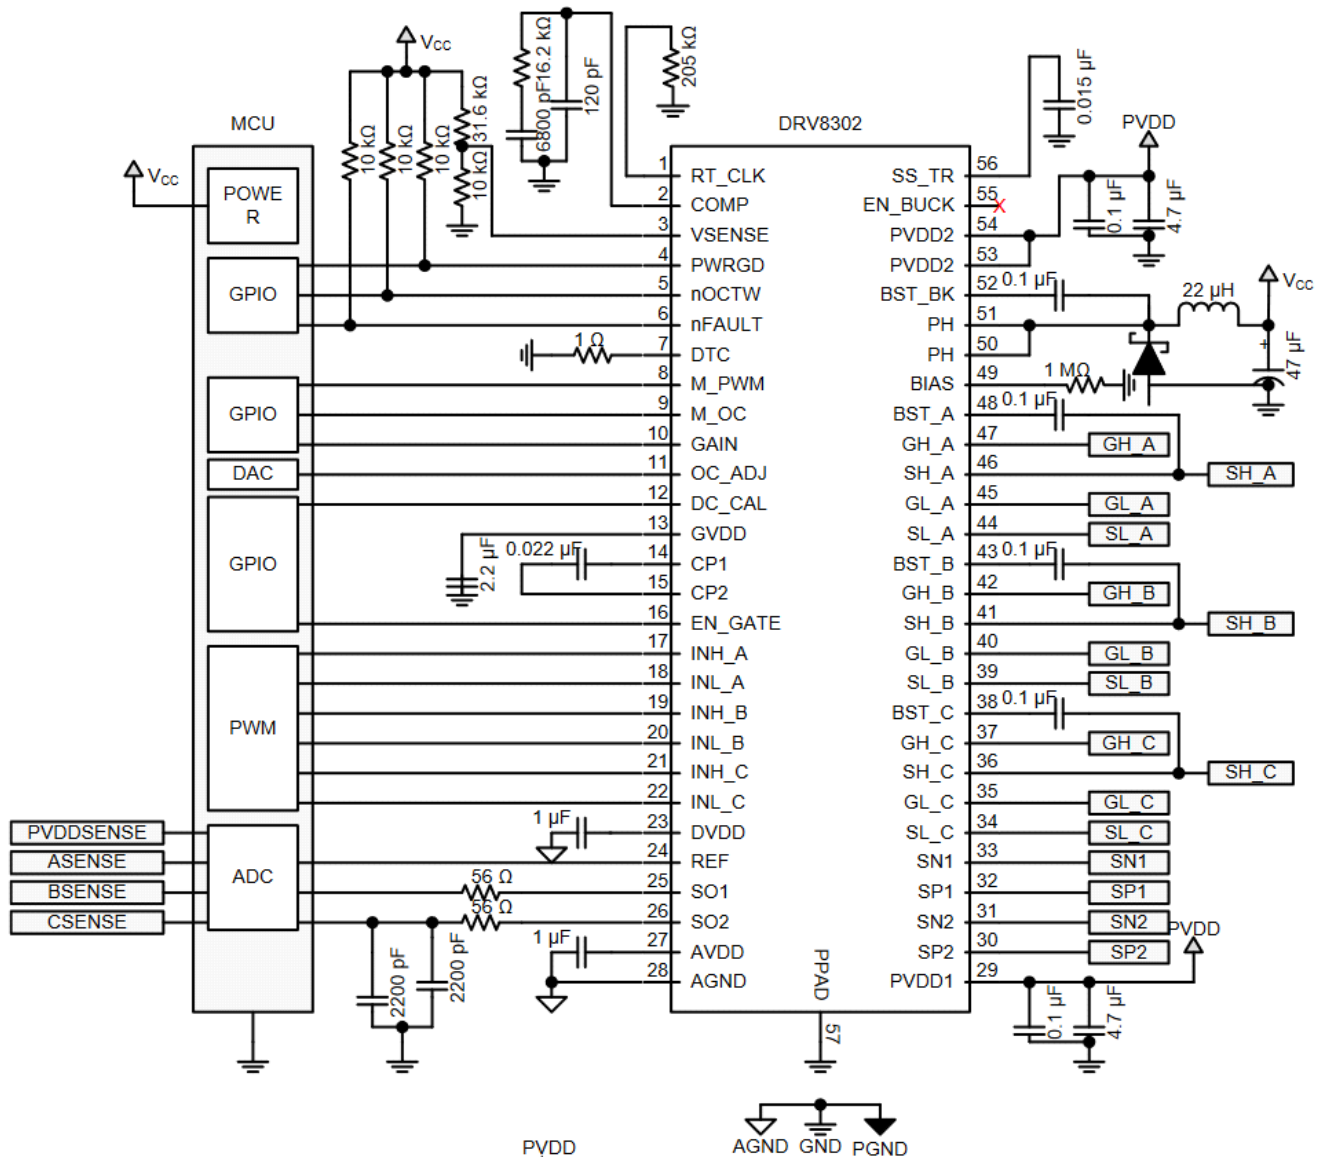 V_CC
16.2 kΩ
6800 pF
120 pF
205 kΩ
0.015 µF
31.6 kΩ
10 kΩ
10 kΩ
10 kΩ
10 kΩ
MCU
DRV8302
PVDD
V_CC
POWE
R
1 RT_CLK
SS_TR 56
2 COMP
EN_BUCK 55
X
3 VSENSE
PVDD2 54
0.1 µF
4.7 µF
4 PWRGD
PVDD2 53
GPIO
5 nOCTW
BST_BK 52
0.1 µF
22 µH
V_CC
6 nFAULT
PH 51
1 Ω
7 DTC
PH 50
+
47 µF
8 M_PWM
BIAS 49
1 MΩ
GPIO
9 M_OC
BST_A 48
0.1 µF
10 GAIN
GH_A 47
GH_A
DAC
11 OC_ADJ
SH_A 46
SH_A
12 DC_CAL
GL_A 45
GL_A
13 GVDD
SL_A 44
SL_A
GPIO
2.2 µF
0.022 µF
14 CP1
BST_B 43
0.1 µF
15 CP2
GH_B 42
GH_B
16 EN_GATE
SH_B 41
SH_B
17 INH_A
GL_B 40
GL_B
18 INL_A
SL_B 39
SL_B
19 INH_B
BST_C 38
0.1 µF
PWM
20 INL_B
GH_C 37
GH_C
21 INH_C
SH_C 36
SH_C
22 INL_C
GL_C 35
GL_C
PVDDSENSE
1 µF
23 DVDD
SL_C 34
SL_C
ASENSE
ADC
24 REF
SN1 33
SN1
BSENSE
56 Ω
25 SO1
SP1 32
SP1
CSENSE
56 Ω
26 SO2
SN2 31
SN2
PVDD
1 µF
27 AVDD
SP2 30
SP2
2200 pF
2200 pF
28 AGND
PPAD
PVDD1 29
0.1 µF
4.7 µF
57
PVDD
AGND GND PGND